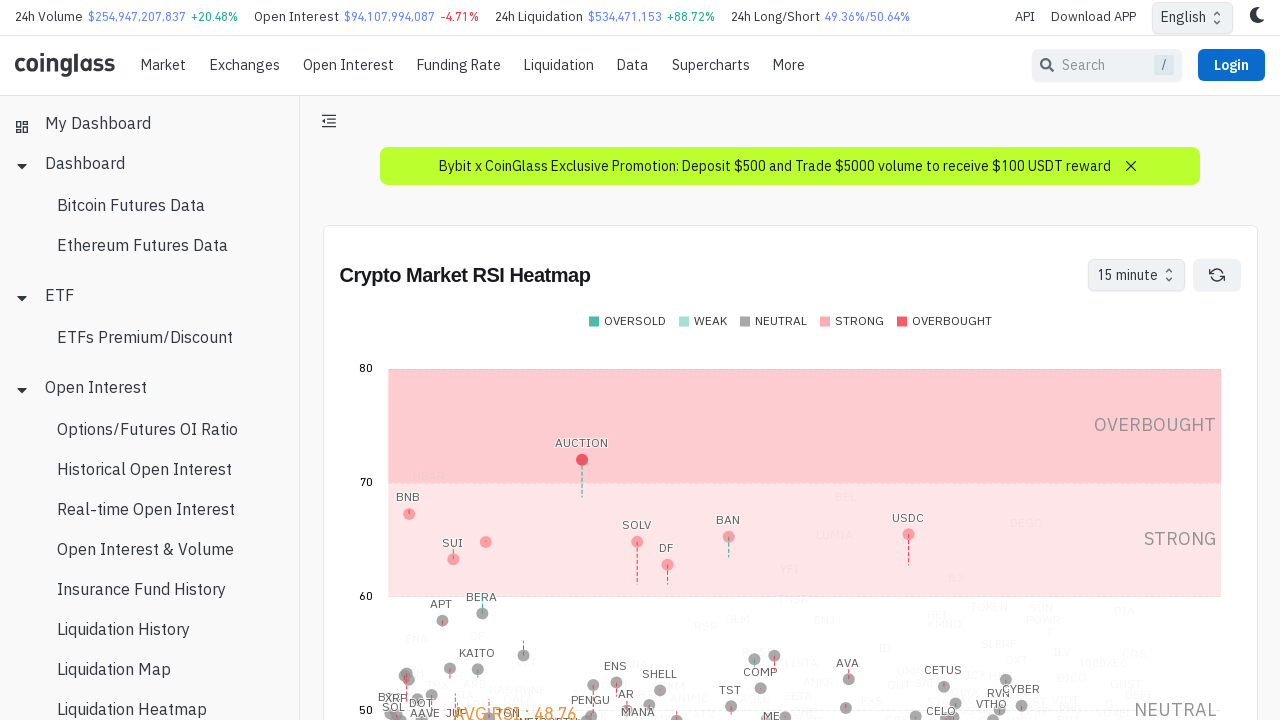 24h Volume $254,947,207,837 +20.48% Open Interest $94,107,994,087 -4.71% 24h Liquidation $534,471,153 +88.72% 24h Long/Short 49.36%/50.64% API Download APP English
coinglass Market Exchanges Open Interest Funding Rate Liquidation Data Supercharts More Search / Login
My Dashboard
Dashboard
Bitcoin Futures Data
Ethereum Futures Data
ETF
ETFs Premium/Discount
Open Interest
Options/Futures OI Ratio
Historical Open Interest
Real-time Open Interest
Open Interest & Volume
Insurance Fund History
Liquidation History
Liquidation Map
Liquidation Heatmap
Bybit x CoinGlass Exclusive Promotion: Deposit $500 and Trade $5000 volume to receive $100 USDT reward
Crypto Market RSI Heatmap 15 minute
OVERSOLD WEAK NEUTRAL STRONG OVERBOUGHT
80
OVERBOUGHT
AUCTION
70
BNB
USDC
BAN
SOLV
STRONG
SUI
DF
60
BERA
APT
KAITO
ENS
AVA
CETUS
COMP
SHELL
TST
CYBER
PENGU
AR
RVN
XRP
DOT
VTHO
SOL
50
NEUTRAL
AAVE
MANA
CELO
ME
AVG RSI : 48.76